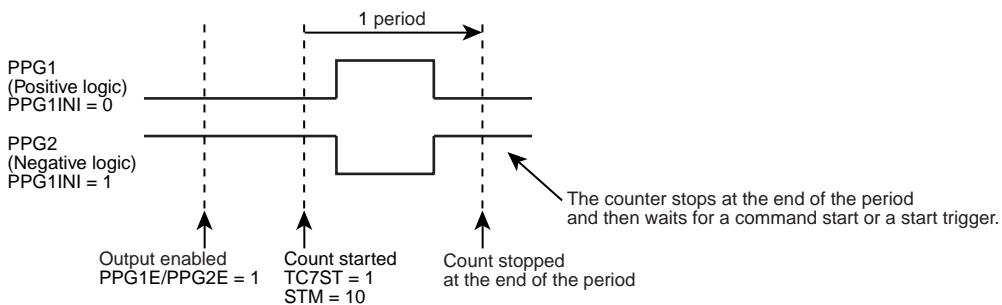 1 period
PPG1
(Positive logic)
PPG1INI = 0
PPG2
(Negative logic)
PPG1INI = 1
The counter stops at the end of the period
and then waits for a command start or a start trigger.
Output enabled
PPG1E/PPG2E = 1
Count started
TC7ST = 1
STM = 10
Count stopped
at the end of the period